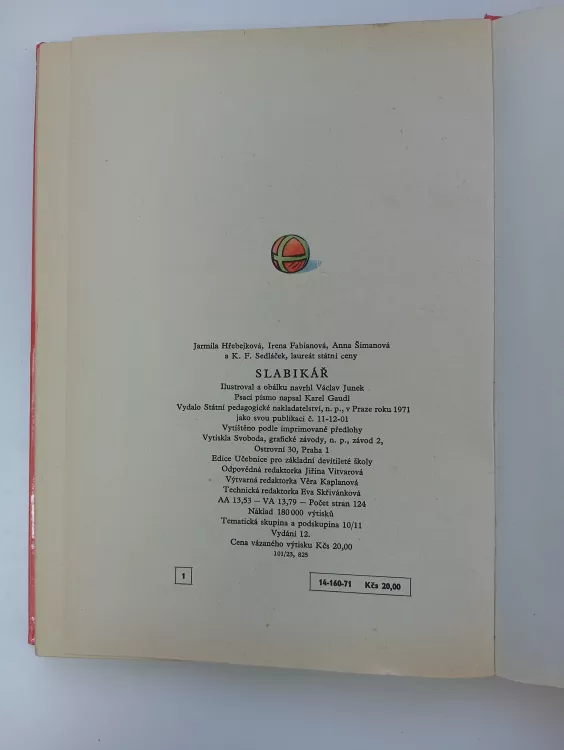 Jarmila Hřebejková, Irena Fabianová, Anna Šimanová
a K. F. Sedláček, laureát státní ceny
SLABIKÁŘ
Ilustroval a obálku navrhl Václav Junek
Psací písmo napsal Karel Gaudl
Vydalo Státní pedagogické nakladatelství, n. p., v Praze roku 1971
jako svou publikaci č. 11-12-01
Vytištěno podle imprimované předlohy
Vytiskla Svoboda, grafické závody, n. p., závod 2,
Ostrovní 30, Praha 1
Edice Učebnice pro základní devítileté školy
Odpovědná redaktorka Jiřina Vítvarová
Výtvarná redaktorka Věra Kaplanová
Technická redaktorka Eva Skřivánková
AA 13,53 — VA 13,79 — Počet stran 124
Náklad 180 000 výtisků
Tematická skupina a podskupina 10/11
Vydání 12.
Cena vázaného výtisku Kčs 20,00
101/23, 825
1
14-160-71 Kčs 20,00